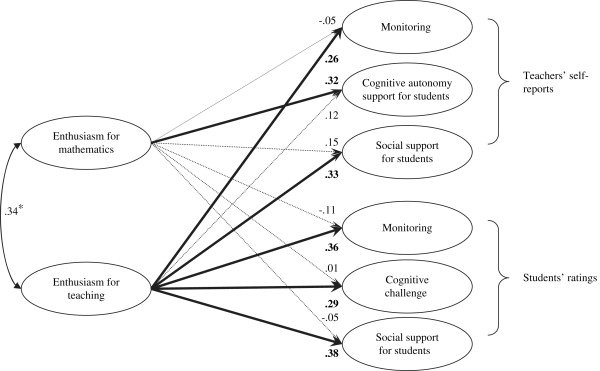 -.05
Monitoring
.26
.32
Cognitive autonomy
support for students
.12
Teachers' self-
reports
Enthusiasm for
mathematics
.15
Social support
for students
.33
.34*
-.11
Monitoring
.36
Enthusiasm for
teaching
.01
Cognitive
challenge
.29
Students' ratings
-.05
Social support
for students
.38